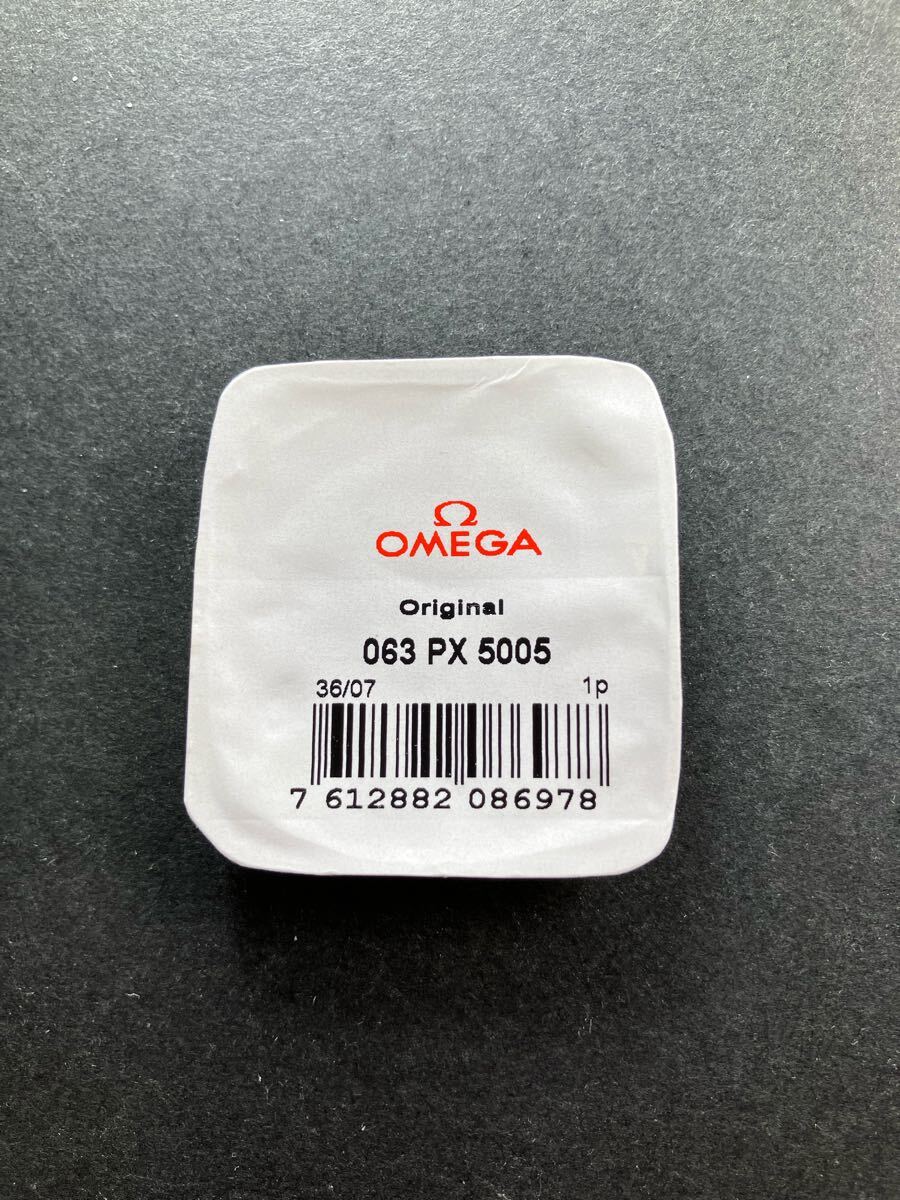 Ω
OMEGA
Original
063 PX 5005
36/07 1p
7 612882 086978